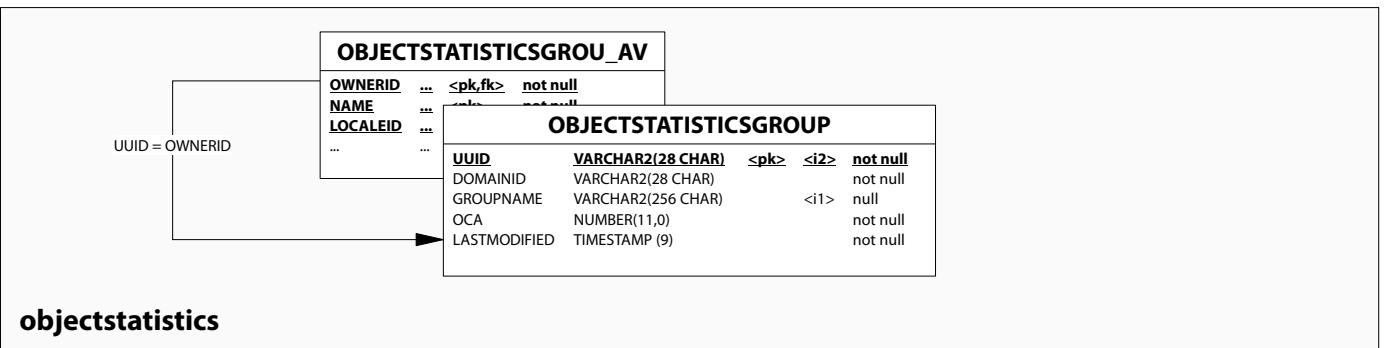 OBJECTSTATISTICSGROU_AV
OWNERID ... <pk,fk> not null
NAME ...
LOCALEID ...
... ...
UUID = OWNERID
OBJECTSTATISTICSGROUP
UUID VARCHAR2(28 CHAR) <pk> <i2> not null
DOMAINID VARCHAR2(28 CHAR) not null
GROUPNAME VARCHAR2(256 CHAR) <i1> null
OCA NUMBER(11,0) not null
LASTMODIFIED TIMESTAMP (9) not null
objectstatistics